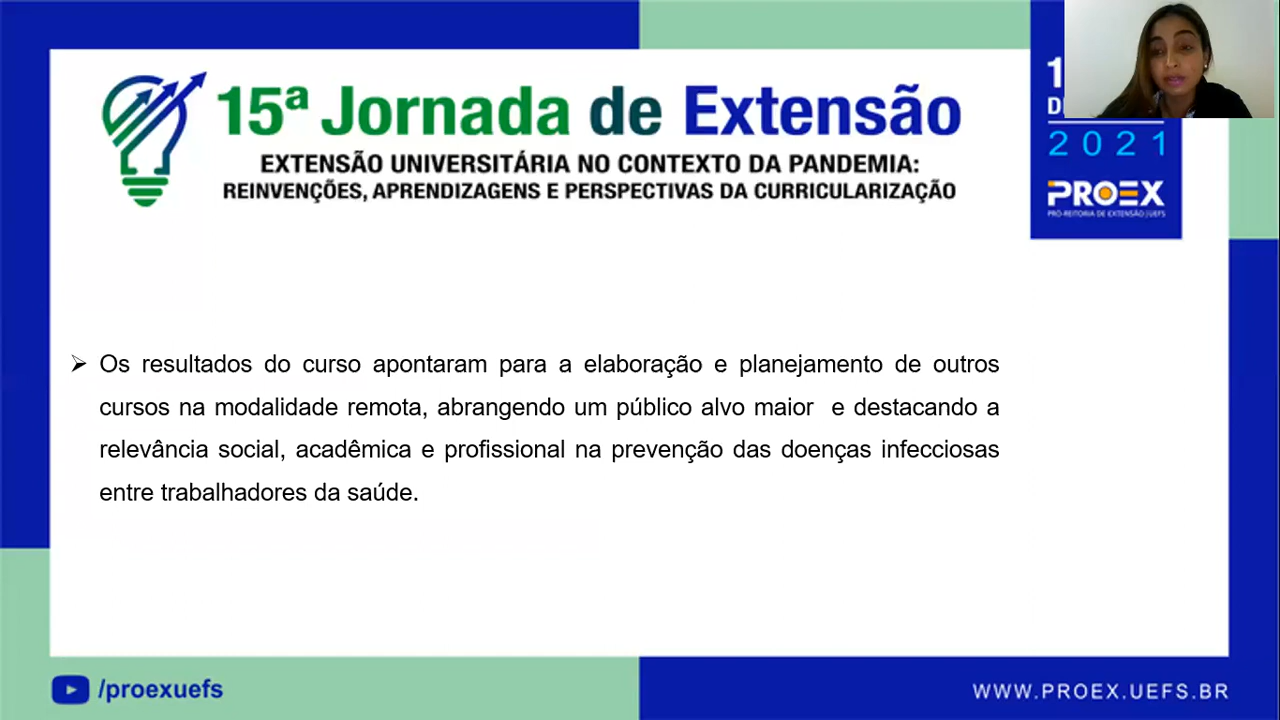 15ª Jornada de Extensão
EXTENSÃO UNIVERSITÁRIA NO CONTEXTO DA PANDEMIA:
REINVENÇÕES, APRENDIZAGENS E PERSPECTIVAS DA CURRICULARIZAÇÃO
2021
PROEX
PRÓ-REITORIA DE EXTENSÃO | UEFS
➢ Os resultados do curso apontaram para a elaboração e planejamento de outros
cursos na modalidade remota, abrangendo um público alvo maior e destacando a
relevância social, acadêmica e profissional na prevenção das doenças infecciosas
entre trabalhadores da saúde.
/proexuefs
WWW.PROEX.UEFS.BR